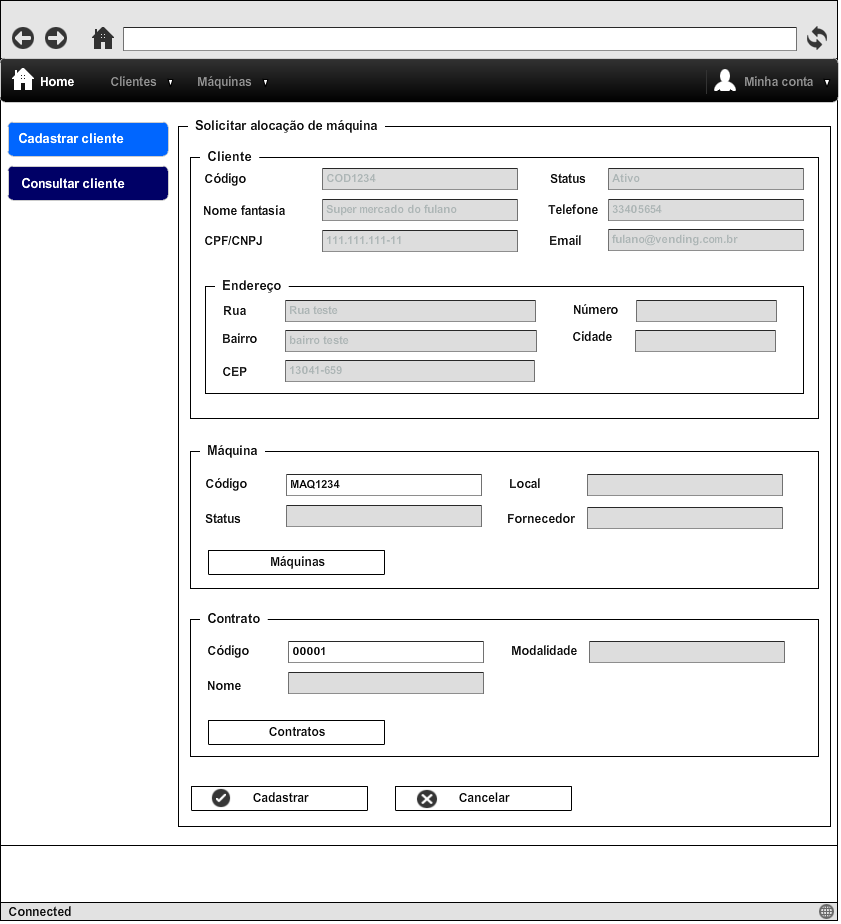 Home Clientes Máquinas Minha conta
Cadastrar cliente
Consultar cliente
Solicitar alocação de máquina
Cliente
Código COD1234 Status Ativo
Nome fantasia Super mercado do fulano Telefone 33405654
CPF/CNPJ 111.111.111-11 Email fulano@vending.com.br
Endereço
Rua Rua teste Número
Bairro bairro teste Cidade
CEP 13041-659
Máquina
Código MAQ1234 Local
Status Fornecedor
Máquinas
Contrato
Código 00001 Modalidade
Nome
Contratos
Cadastrar Cancelar
Connected